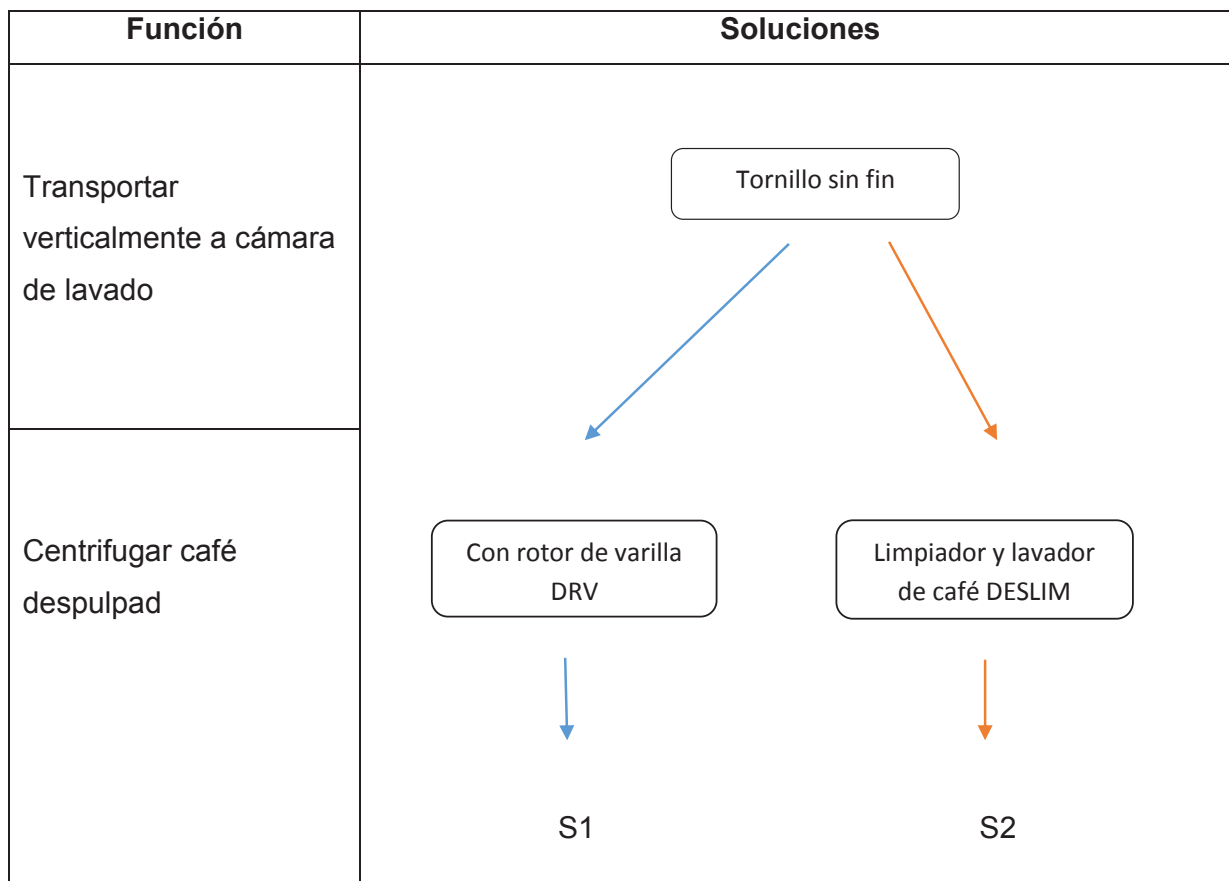 Función
Soluciones
Transportar
verticalmente a cámara
de lavado
Tornillo sin fin
Centrifugar café
despulpad
Con rotor de varilla
DRV
Limpiador y lavador
de café DESLIM
S1
S2